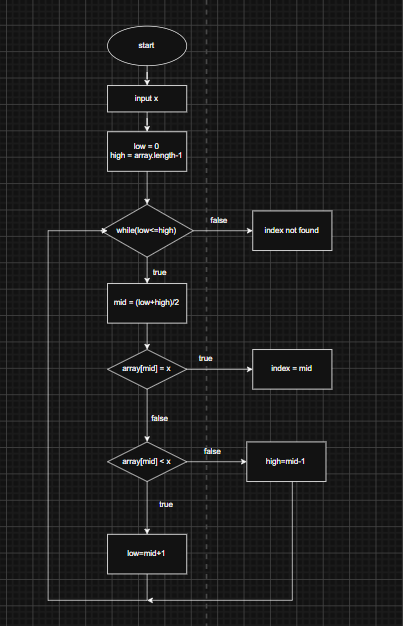 start
input x
low = 0
high = array.length-1
while(low<=high)
false
index not found
true
mid = (low+high)/2
array[mid] = x
true
index = mid
false
array[mid] < x
false
high=mid-1
true
low=mid+1